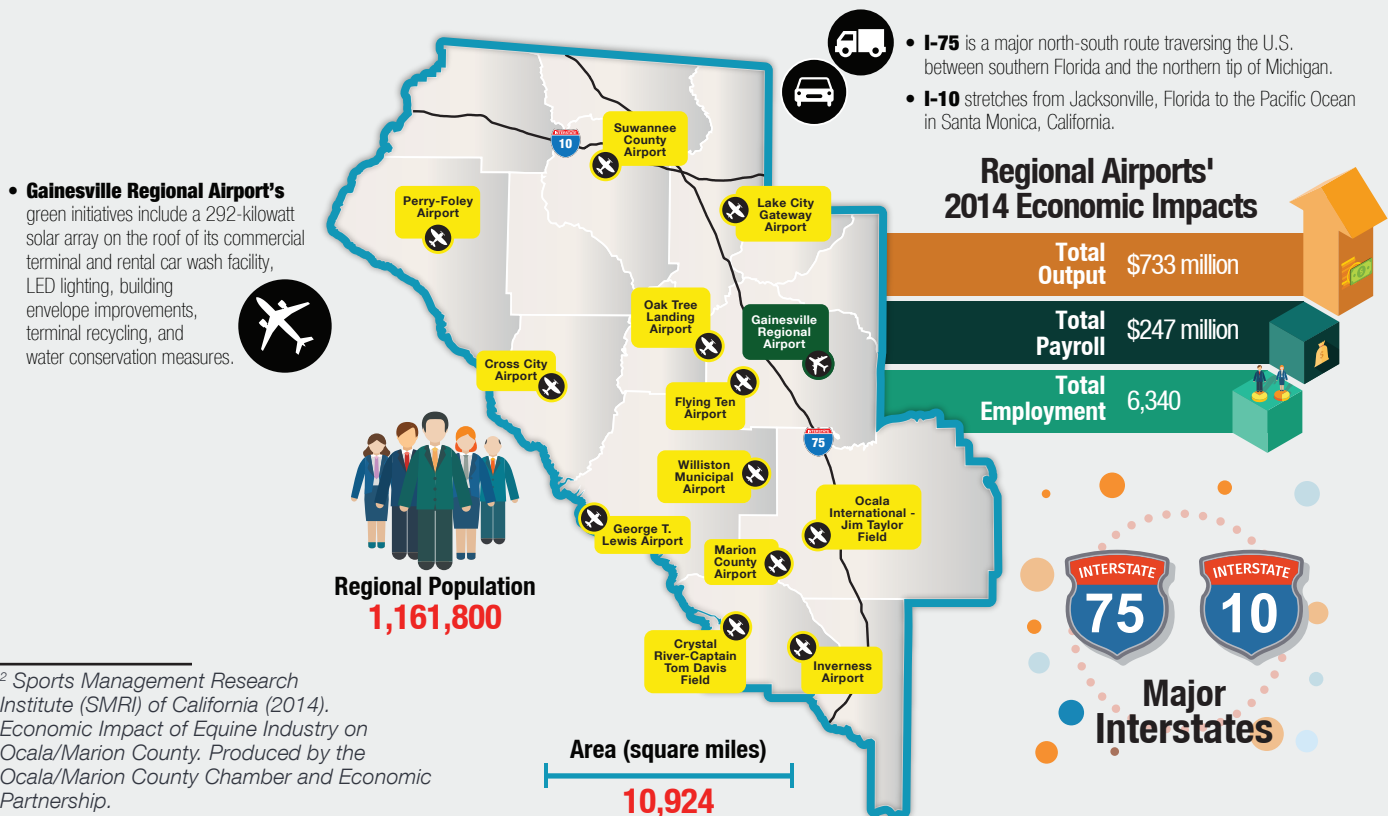 • I-75 is a major north-south route traversing the U.S.
between southern Florida and the northern tip of Michigan.
• I-10 stretches from Jacksonville, Florida to the Pacific Ocean
in Santa Monica, California.
• Gainesville Regional Airport's
green initiatives include a 292-kilowatt
solar array on the roof of its commercial
terminal and rental car wash facility,
LED lighting, building
envelope improvements,
terminal recycling, and
water conservation measures.
INTERSTATE
10
Suwannee
County
Airport
Perry-Foley
Airport
Lake City
Gateway
Airport
Oak Tree
Landing
Airport
Gainesville
Regional
Airport
Cross City
Airport
Flying Ten
Airport
INTERSTATE
75
Williston
Municipal
Airport
Ocala
International -
Jim Taylor
Field
George T.
Lewis Airport
Marion
County
Airport
Crystal
River-Captain
Tom Davis
Field
Inverness
Airport
Regional Airports'
2014 Economic Impacts
Total
Output
$733 million
Total
Payroll
$247 million
Total
Employment
6,340
Regional Population
1,161,800
INTERSTATE
75
INTERSTATE
10
Major
Interstates
Area (square miles)
10,924
2 Sports Management Research
Institute (SMRI) of California (2014).
Economic Impact of Equine Industry on
Ocala/Marion County. Produced by the
Ocala/Marion County Chamber and Economic
Partnership.